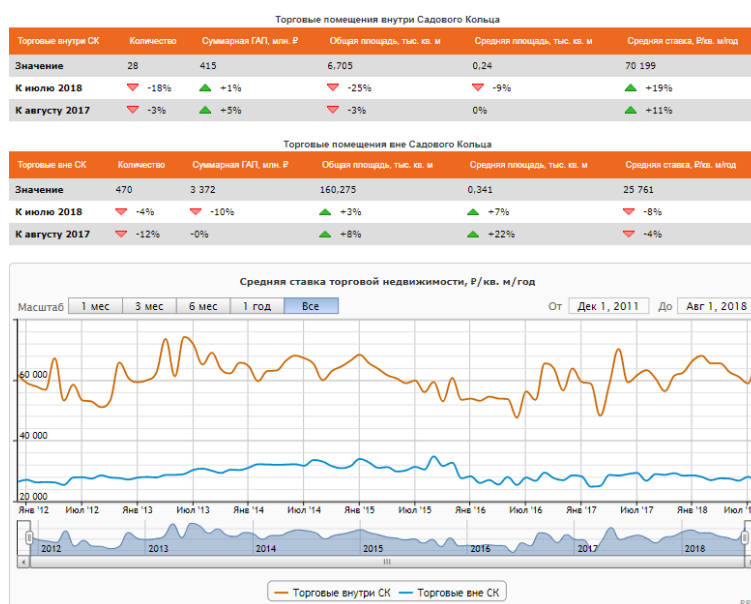 Торговые помещения внутри Садового Кольца
Торговые внутри СК Количество Суммарная ГАП, млн. ₽ Общая площадь, тыс. кв. м Средняя площадь, тыс. кв. м Средняя ставка, ₽/кв. м/год
Значение 28 415 6,705 0,24 70 199
К июлю 2018 -18% +1% -25% -9% +19%
К августу 2017 -3% +5% -3% 0% +11%
Торговые помещения вне Садового Кольца
Торговые вне СК Количество Суммарная ГАП, млн. ₽ Общая площадь, тыс. кв. м Средняя площадь, тыс. кв. м Средняя ставка, ₽/кв. м/год
Значение 470 3 372 160,275 0,341 25 761
К июлю 2018 -4% -10% +3% +7% -8%
К августу 2017 -12% -0% +8% +22% -4%
Средняя ставка торговой недвижимости, ₽/кв. м/год
Масштаб 1 мес 3 мес 6 мес 1 год Все От Дек 1, 2011 До Авг 1, 2018
60 000
40 000
20 000
Янв '12 Июл '12 Янв '13 Июл '13 Янв '14 Июл '14 Янв '15 Июл '15 Янв '16 Июл '16 Янв '17 Июл '17 Янв '18 Июл
2012 2013 2014 2015 2016 2017 2018
Торговые внутри СК Торговые вне СК